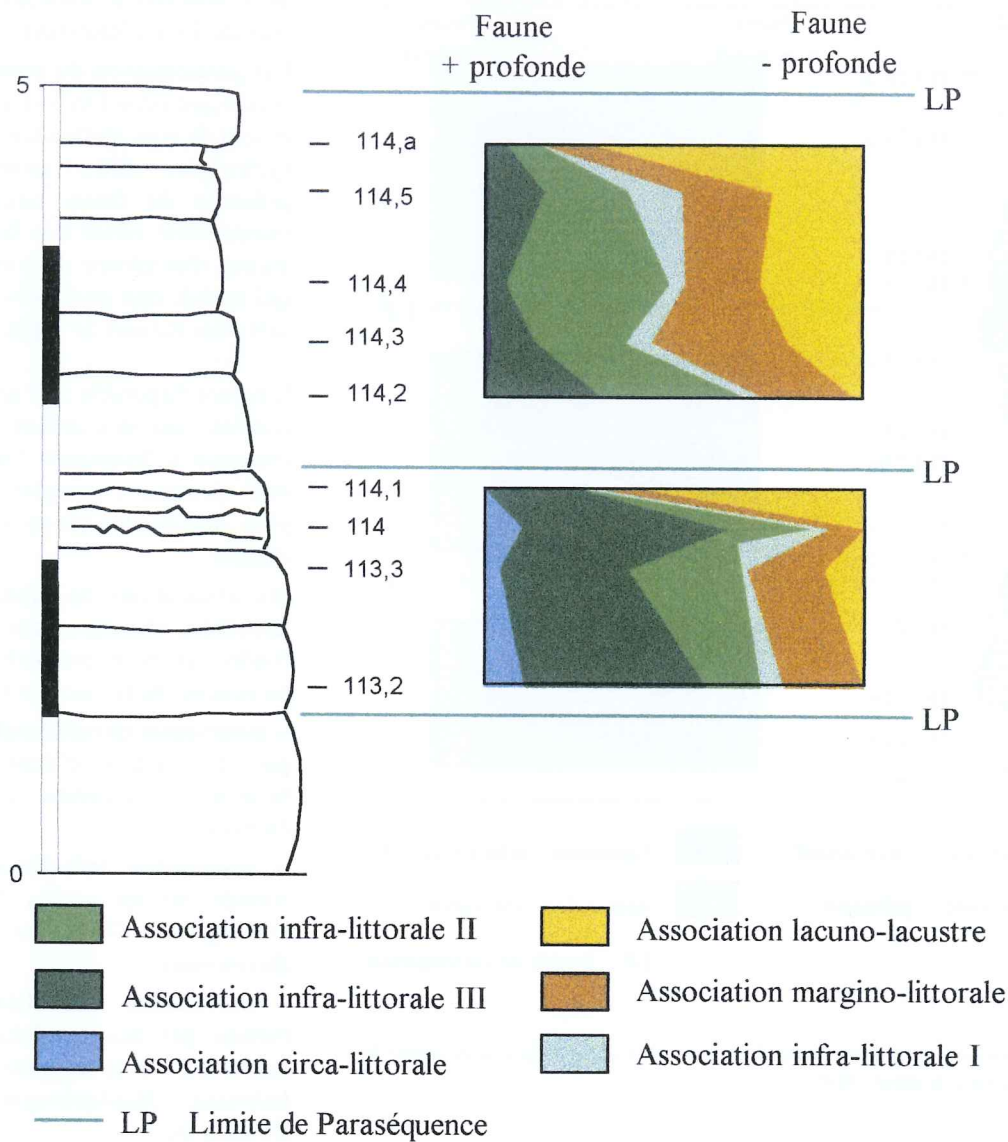 Faune
+ profonde
Faune
- profonde
5
LP
114,a
114,5
114,4
114,3
114,2
LP
114,1
114
113,3
113,2
LP
0
Association infra-littorale II
Association lacuno-lacustre
Association infra-littorale III
Association margino-littorale
Association circa-littorale
Association infra-littorale I
LP Limite de Paraséquence